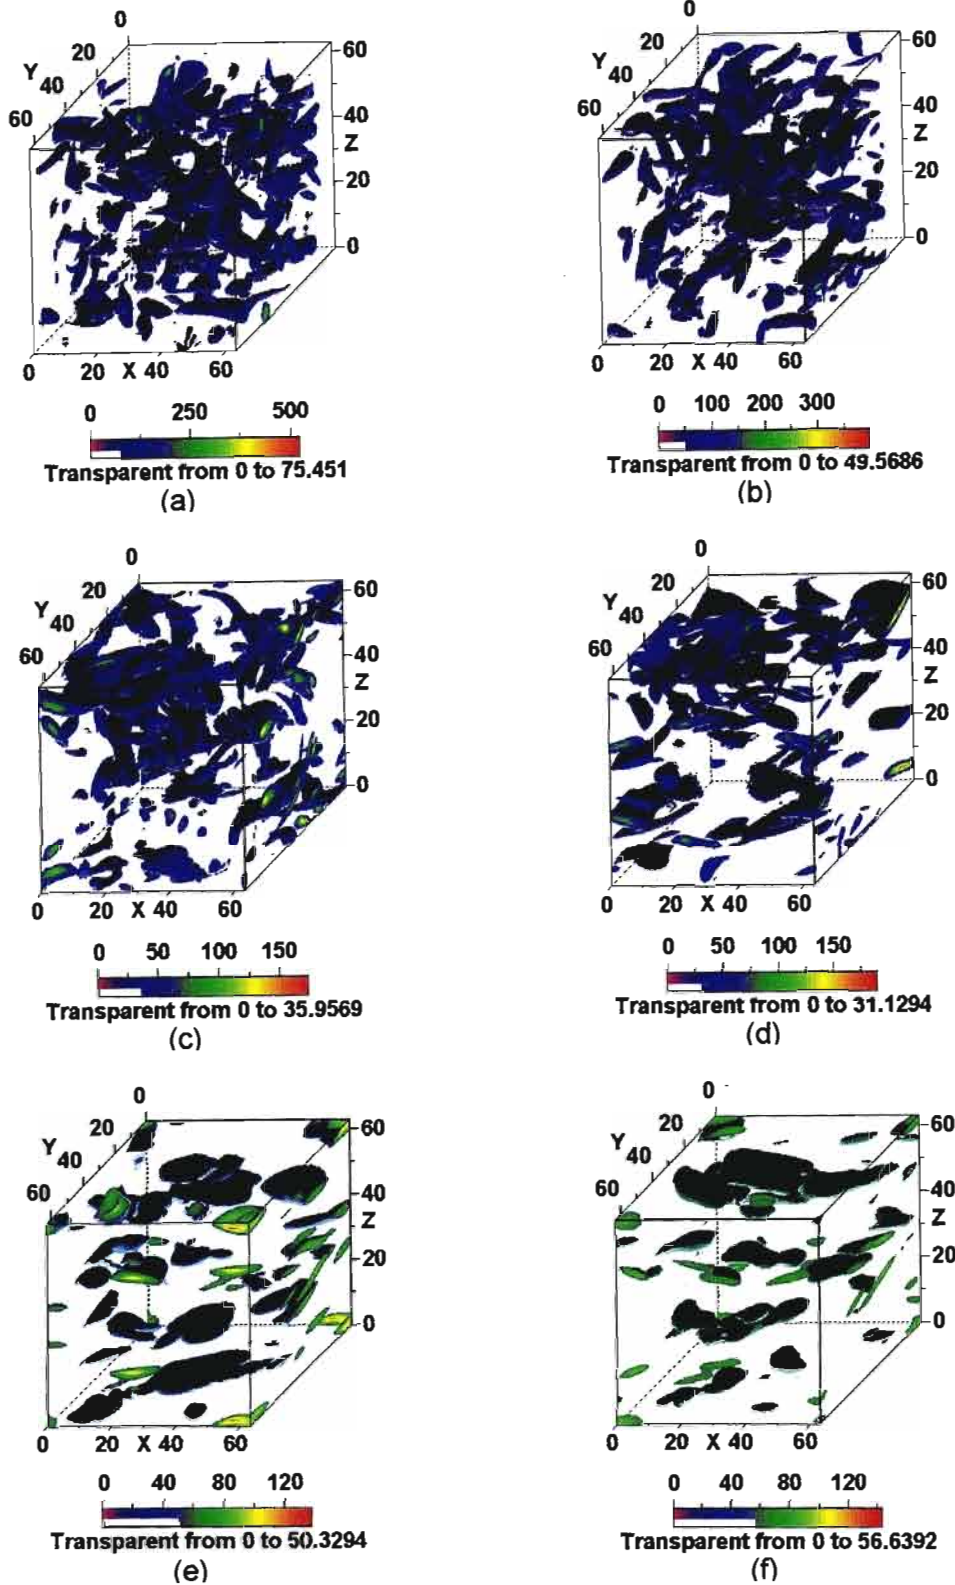 0
20
Y 40
60
60
40
Z
20
0
0 20 X 40 60
0 250 500
Transparent from 0 to 75.451
(a)
0
20
Y
40
60
60
40
Z
20
0
0 20 X 40 60
0 100 200 300
Transparent from 0 to 49.5686
(b)
0
20
Y
40
60
60
40
Z
20
0
0 20 X 40 60
0 50 100 150
Transparent from 0 to 35.9569
(c)
0
20
Y
40
60
60
40
Z
20
0
0 20 X 40 60
0 50 100 150
Transparent from 0 to 31.1294
(d)
0
20
Y
40
60
60
40
Z
20
0
0 20 X 40 60
0 40 80 120
Transparent from 0 to 50.3294
(e)
0
20
Y
40
60
60
40
Z
20
0
0 20 X 40 60
0 40 80 120
Transparent from 0 to 56.6392
(f)